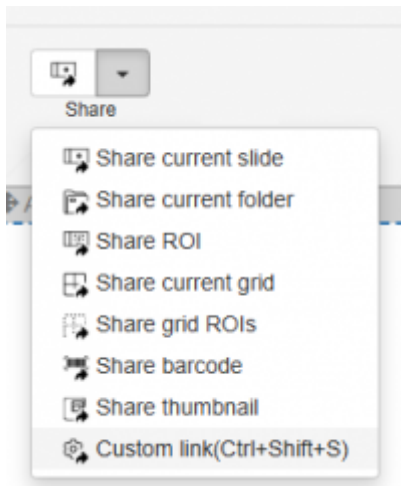 Share
Share current slide
Share current folder
Share ROI
Share current grid
Share grid ROIs
Share barcode
Share thumbnail
Custom link(Ctrl+Shift+S)